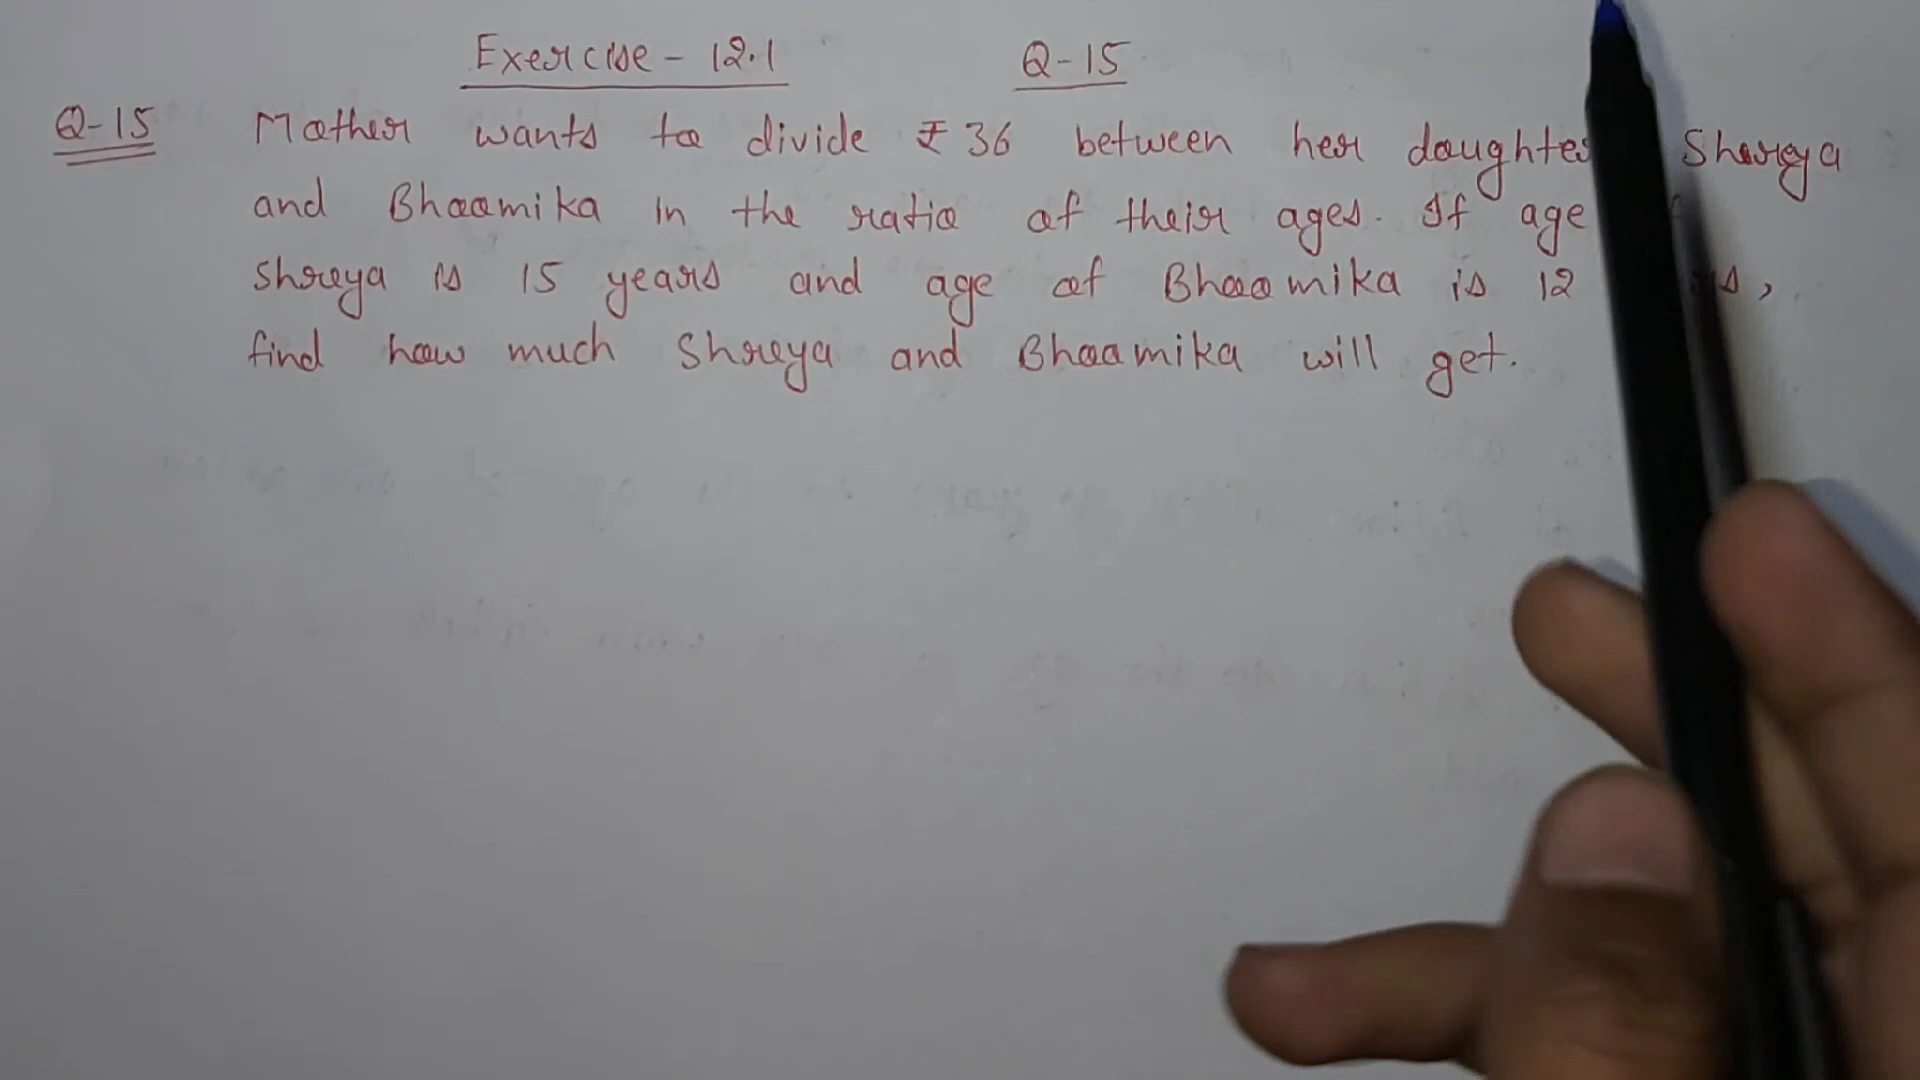 Exercise - 12.1 Q-15
Q-15 Mother wants to divide ₹ 36 between her daughter Shreya
and Bhoomika in the ratio of their ages. If age
shreya is 15 years and age of Bhoomika is 12
find how much Shreya and Bhoomika will get.